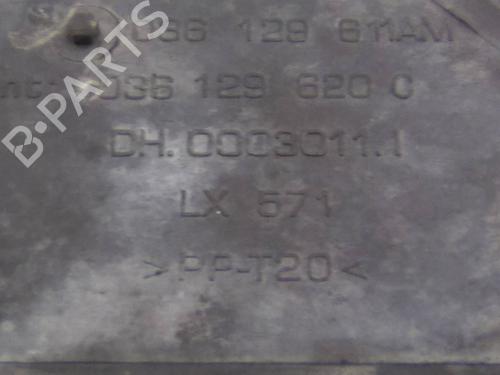 036 129 611AM
036 129 620 C
DH.0003011.1
LX 571
>PP-T20<
B-PARTS